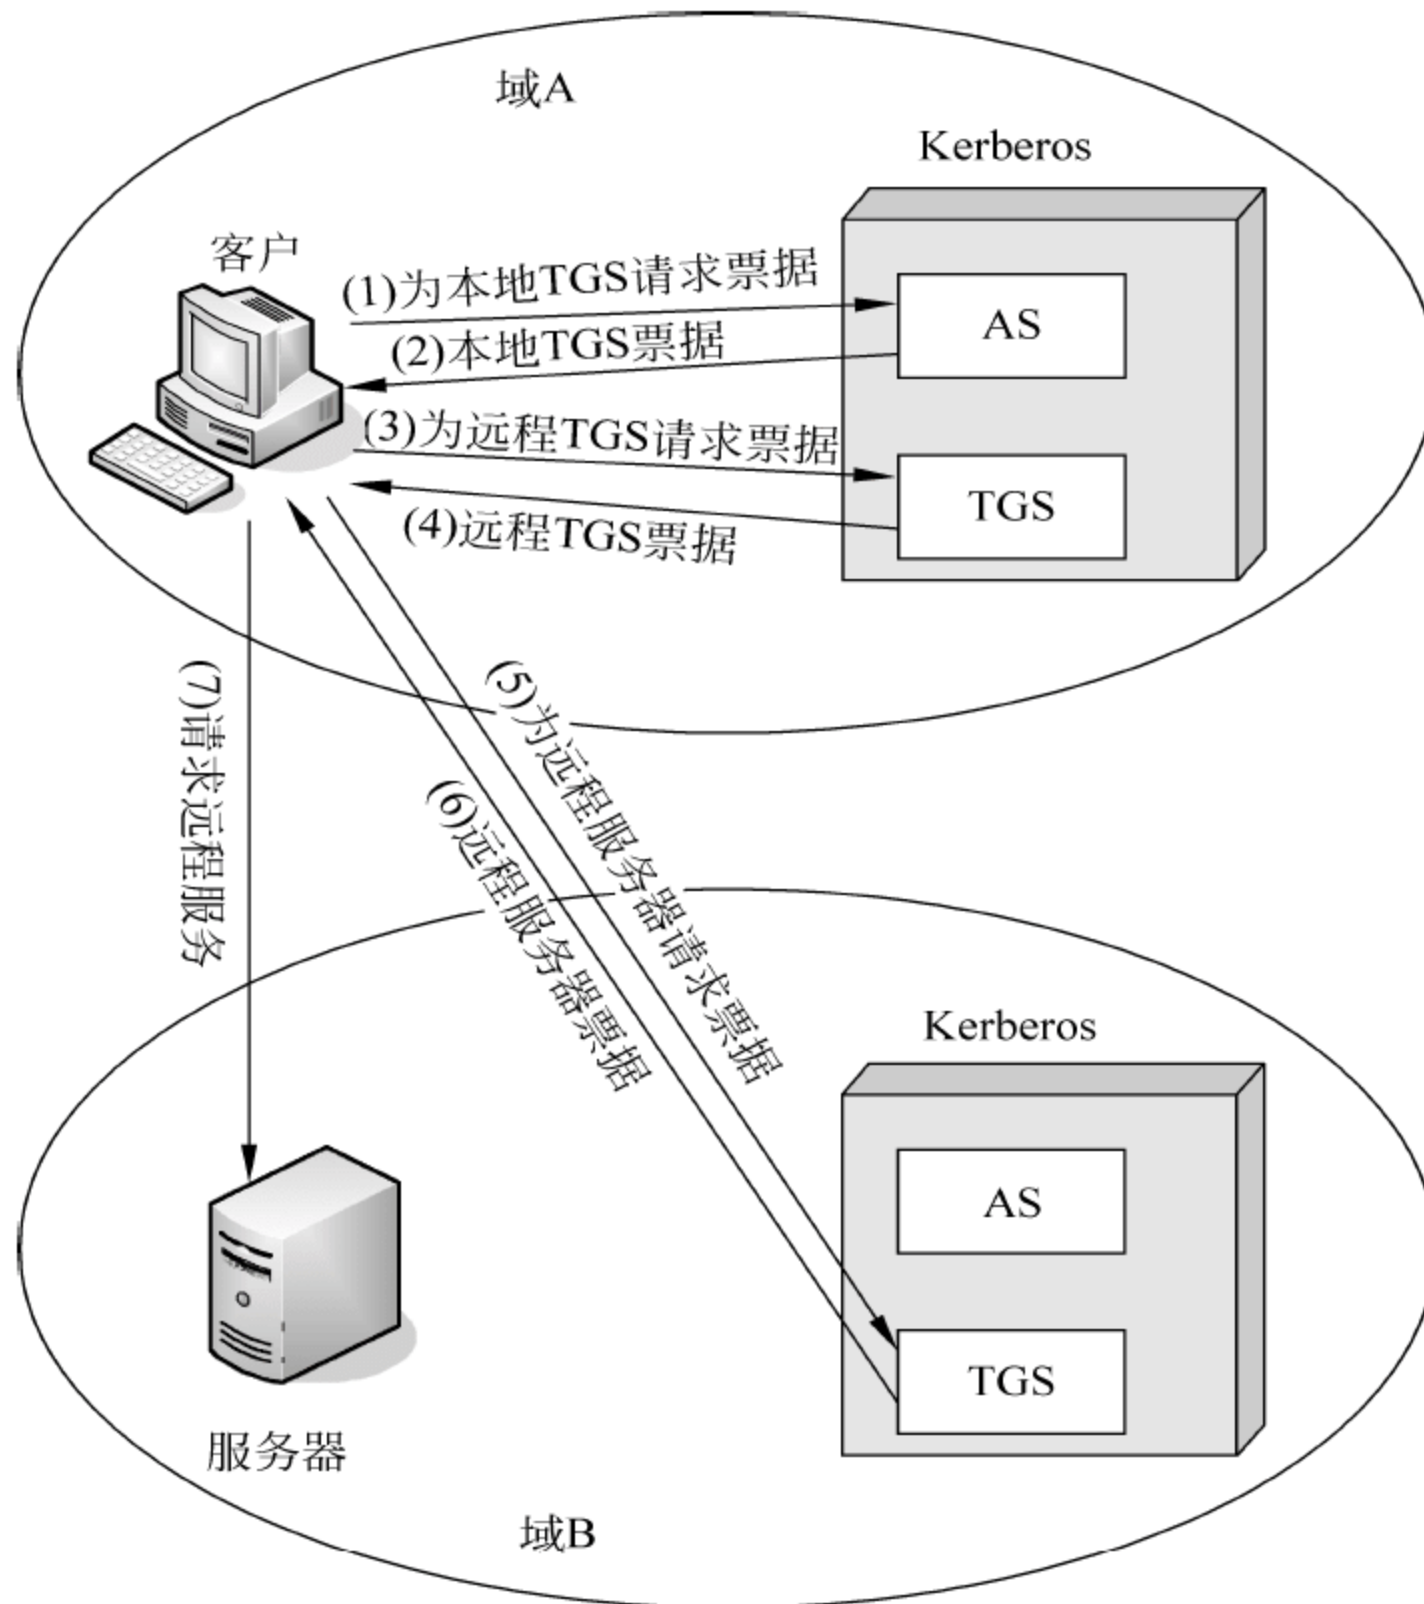 域A
Kerberos
客户
(1)为本地TGS请求票据
AS
(2)本地TGS票据
(3)为远程TGS请求票据
TGS
(4)远程TGS票据
(5)为远程服务器请求票据
(6)远程服务器票据
(7)请求远程服务
Kerberos
AS
TGS
服务器
域B